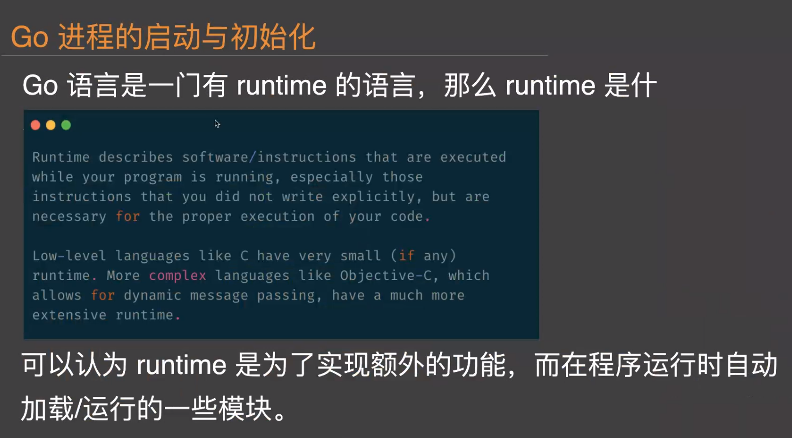 Go 进程的启动与初始化
Go 语言是一门有 runtime 的语言，那么 runtime 是什
Runtime describes software/instructions that are executed
while your program is running, especially those
instructions that you did not write explicitly, but are
necessary for the proper execution of your code.
Low-level languages like C have very small (if any)
runtime. More complex languages like Objective-C, which
allows for dynamic message passing, have a much more
extensive runtime.
可以认为 runtime 是为了实现额外的功能，而在程序运行时自动
加载/运行的一些模块。